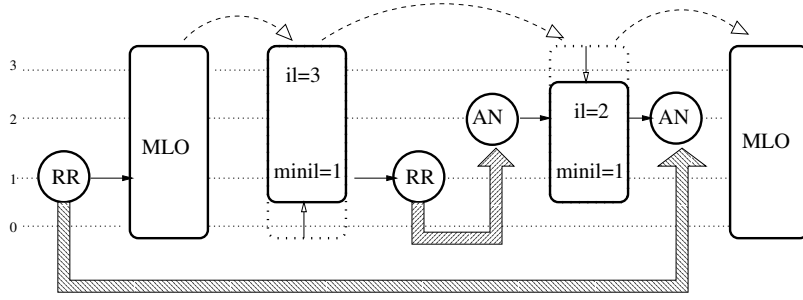 3
2
1
0
RR
MLO
il=3
minil=1
RR
AN
il=2
minil=1
AN
MLO